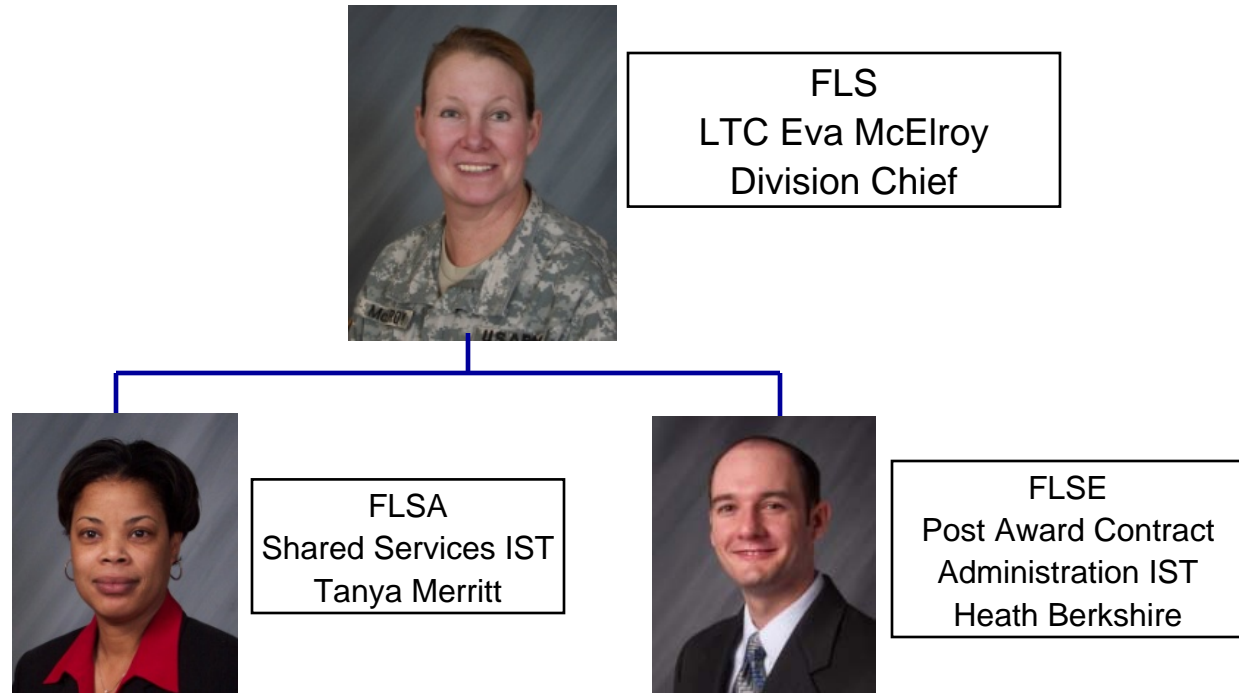 FLS
LTC Eva McElroy
Division Chief
FLSA
Shared Services IST
Tanya Merritt
FLSE
Post Award Contract
Administration IST
Heath Berkshire